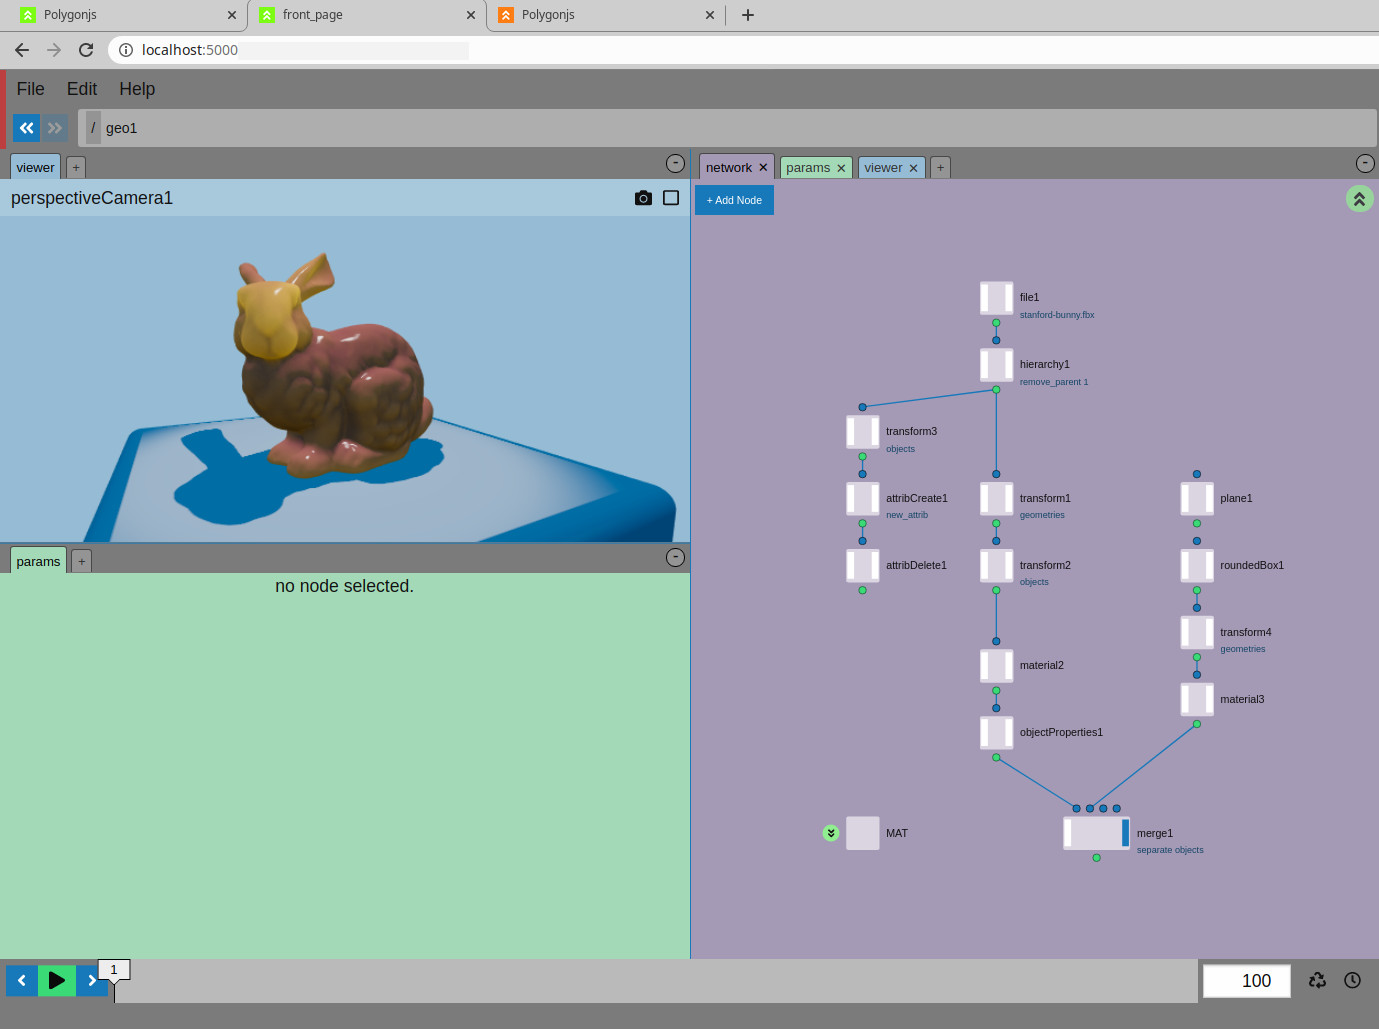 Polygonjs
front_page
Polygonjs
localhost:5000
File Edit Help
/ geo1
viewer +
network params viewer +
perspectiveCamera1
+ Add Node
file1
stanford-bunny.fbx
hierarchy1
remove_parent 1
transform3
objects
attribCreate1
new_attrib
attribDelete1
transform1
geometries
transform2
objects
material2
objectProperties1
plane1
roundedBox1
transform4
geometries
material3
MAT
merge1
separate objects
params +
no node selected.
1
100